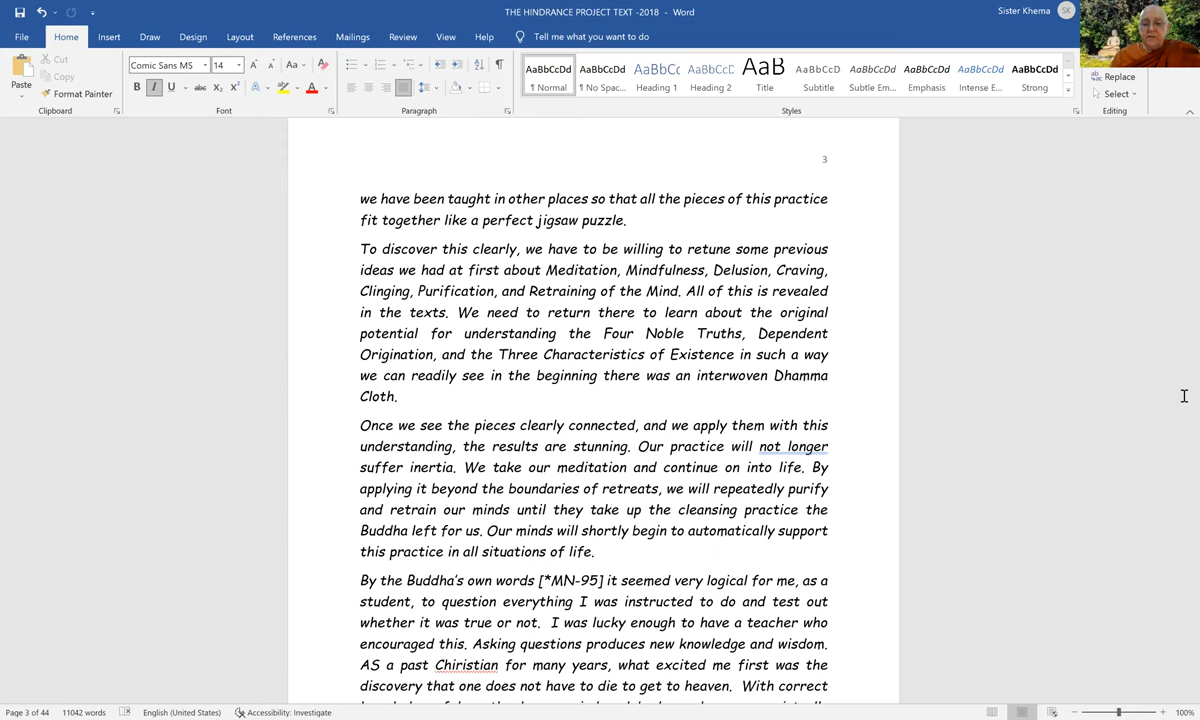 THE HINDRANCE PROJECT TEXT -2018 - Word
Sister Khema
SK
File Home Insert Draw Design Layout References Mailings Review View Help Tell me what you want to do
Paste
Cut
Copy
Format Painter
Clipboard
Comic Sans MS 14
Font
Paragraph
AaBbCcDd AaBbCcDd AaBbCc AaBbCcD AaB AaBbCcD AaBbCcDd AaBbCcDd AaBbCcDd AaBbCcDd
¶ Normal ¶ No Spac... Heading 1 Heading 2 Title Subtitle Subtle Em... Emphasis Intense E... Strong
Styles
Replace
Select
Editing
3
we have been taught in other places so that all the pieces of this practice
fit together like a perfect jigsaw puzzle.
To discover this clearly, we have to be willing to retune some previous
ideas we had at first about Meditation, Mindfulness, Delusion, Craving,
Clinging, Purification, and Retraining of the Mind. All of this is revealed
in the texts. We need to return there to learn about the original
potential for understanding the Four Noble Truths, Dependent
Origination, and the Three Characteristics of Existence in such a way
we can readily see in the beginning there was an interwoven Dhamma
Cloth.
Once we see the pieces clearly connected, and we apply them with this
understanding, the results are stunning. Our practice will not longer
suffer inertia. We take our meditation and continue on into life. By
applying it beyond the boundaries of retreats, we will repeatedly purify
and retrain our minds until they take up the cleansing practice the
Buddha left for us. Our minds will shortly begin to automatically support
this practice in all situations of life.
By the Buddha's own words [*MN-95] it seemed very logical for me, as a
student, to question everything I was instructed to do and test out
whether it was true or not. I was lucky enough to have a teacher who
encouraged this. Asking questions produces new knowledge and wisdom.
AS a past Chiristian for many years, what excited me first was the
discovery that one does not have to die to get to heaven. With correct
Page 3 of 44 11042 words English (United States) Accessibility: Investigate 100%